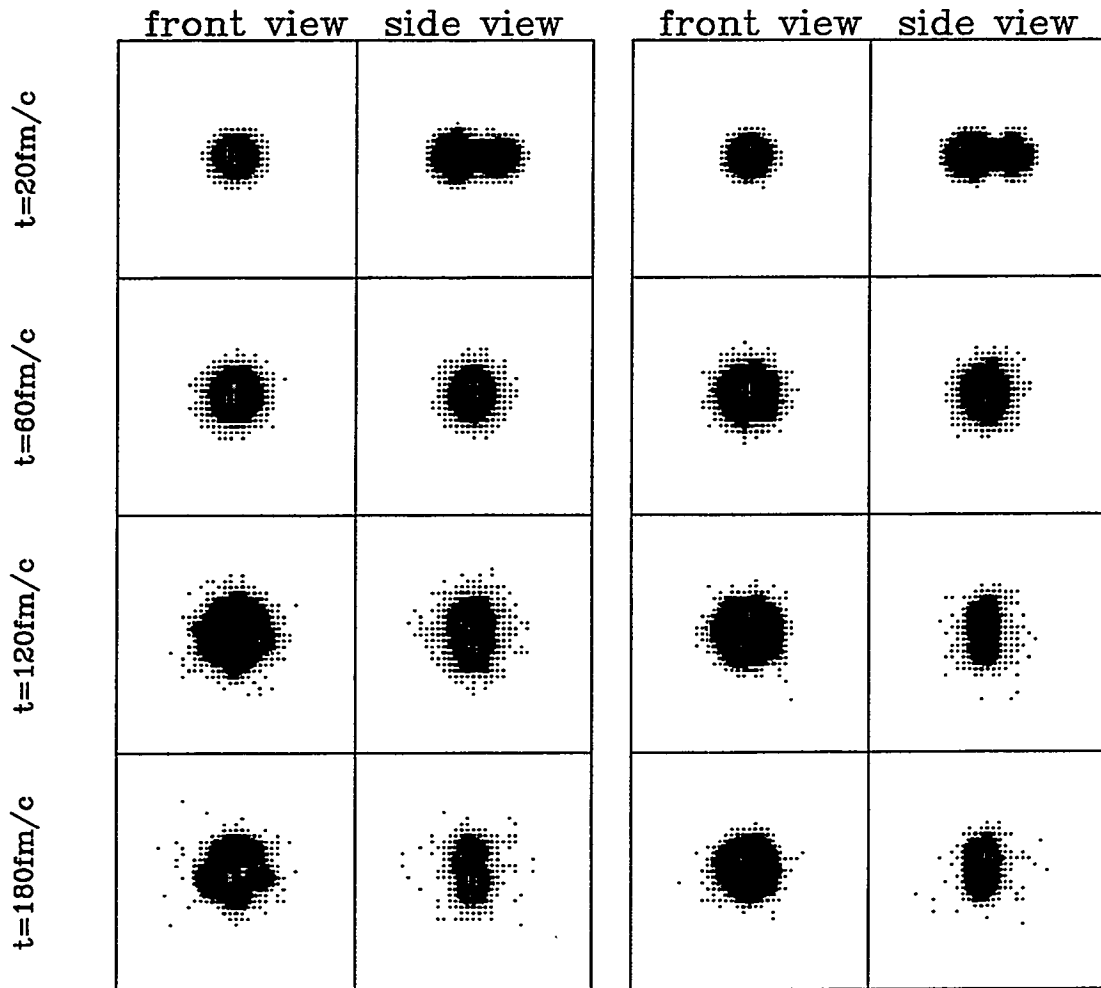 front view side view front view side view
t=20fm/c
t=60fm/c
t=120fm/c
t=180fm/c